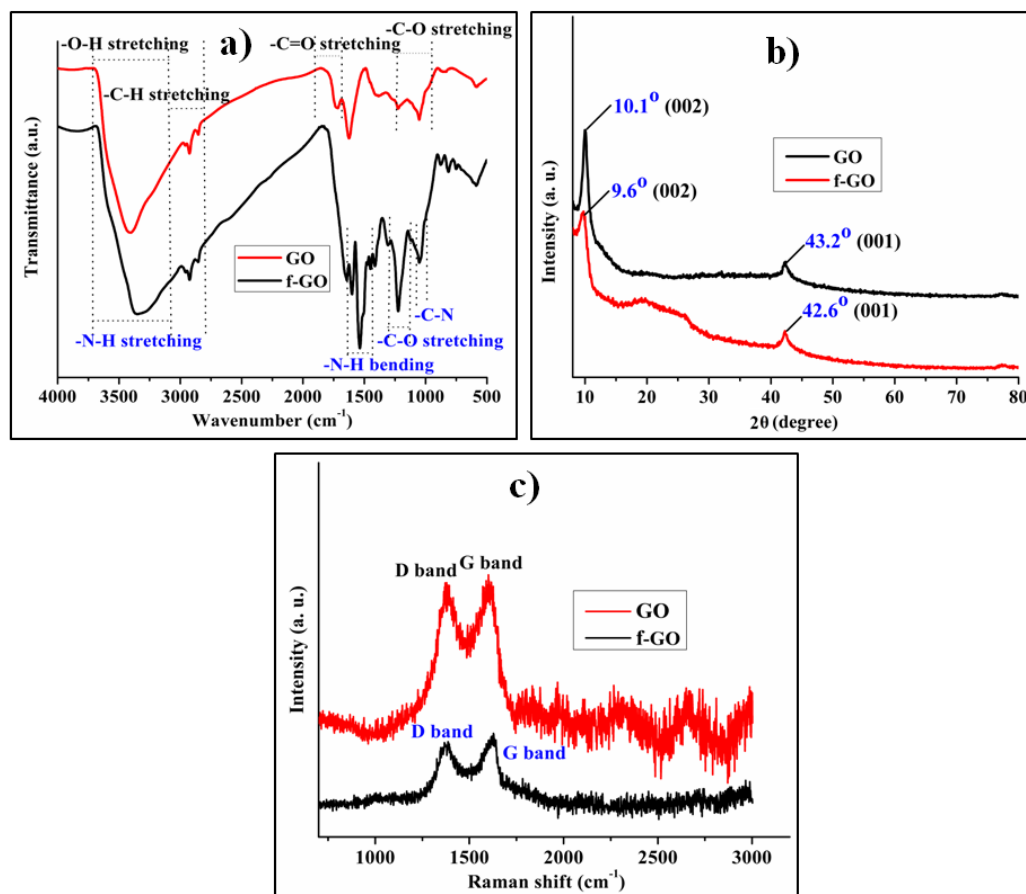 a)
-O-H stretching
-C=O stretching
-C-O stretching
-C-H stretching
Transmittance (a.u.)
GO
f-GO
-N-H stretching
-C-N
-C-O stretching
-N-H bending
4000 3500 3000 2500 2000 1500 1000 500
Wavenumber (cm-1)
b)
10.1o (002)
9.6o (002)
GO
f-GO
43.2o (001)
42.6o (001)
Intensity (a. u.)
10 20 30 40 50 60 70 80
2θ (degree)
c)
D band G band
GO
f-GO
D band
G band
Intensity (a. u.)
1000 1500 2000 2500 3000
Raman shift (cm-1)